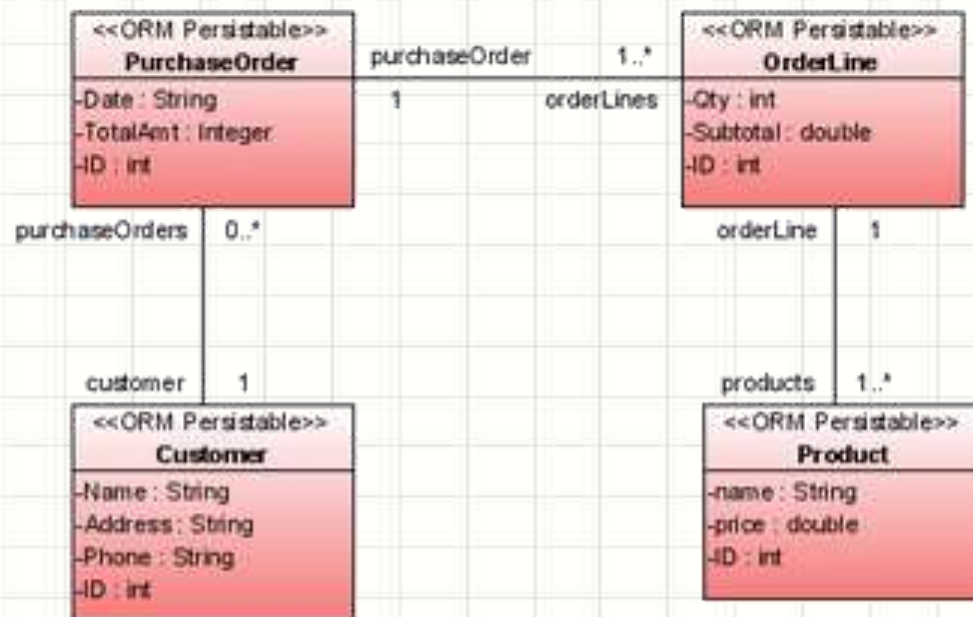 <<ORM Persistable>>
PurchaseOrder
-Date : String
-TotalAmt : Integer
-ID : int
purchaseOrder 1..*
1 orderLines
<<ORM Persistable>>
OrderLine
-Qty : int
-Subtotal : double
-ID : int
purchaseOrders 0..*
customer 1
orderLine 1
products 1..*
<<ORM Persistable>>
Customer
-Name : String
-Address : String
-Phone : String
-ID : int
<<ORM Persistable>>
Product
-name : String
-price : double
-ID : int